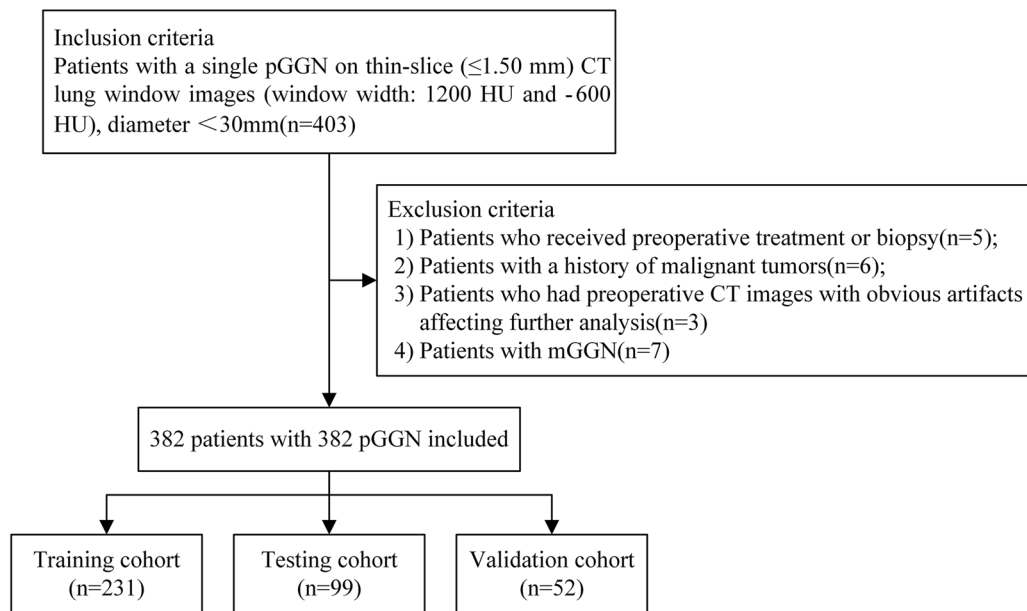 Inclusion criteria
Patients with a single pGGN on thin-slice (≤1.50 mm) CT
lung window images (window width: 1200 HU and -600
HU), diameter <30mm(n=403)
Exclusion criteria
1) Patients who received preoperative treatment or biopsy(n=5);
2) Patients with a history of malignant tumors(n=6);
3) Patients who had preoperative CT images with obvious artifacts
affecting further analysis(n=3)
4) Patients with mGGN(n=7)
382 patients with 382 pGGN included
Training cohort
(n=231)
Testing cohort
(n=99)
Validation cohort
(n=52)